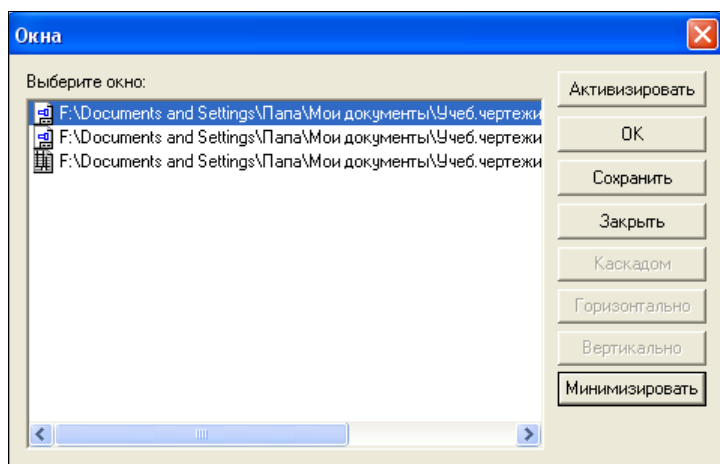 Окна
Выберите окно:
F:\Documents and Settings\Папа\Мои документы\Учеб.чертежи
F:\Documents and Settings\Папа\Мои документы\Учеб.чертежи
F:\Documents and Settings\Папа\Мои документы\Учеб.чертежи
Активизировать
OK
Сохранить
Закрыть
Каскадом
Горизонтально
Вертикально
Минимизировать